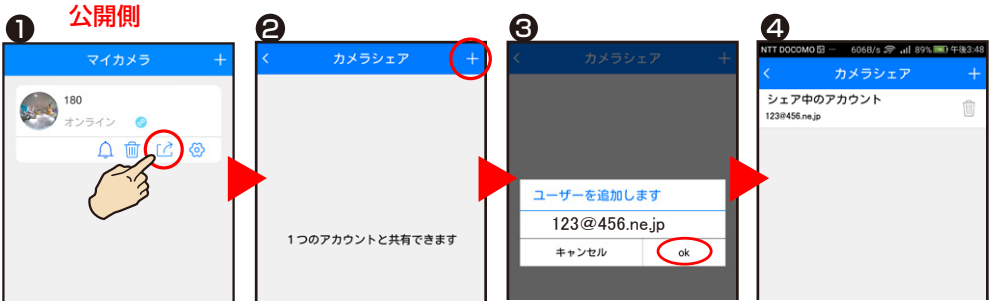 公開側
❶
マイカメラ +
180
オンライン
❷
< カメラシェア +
1つのアカウントと共有できます
❸
< カメラシェア +
ユーザーを追加します
123@456.ne.jp
キャンセル ok
❹
NTT DOCOMO ··· 606B/s 89% 午後3:48
< カメラシェア +
シェア中のアカウント
123@456.ne.jp